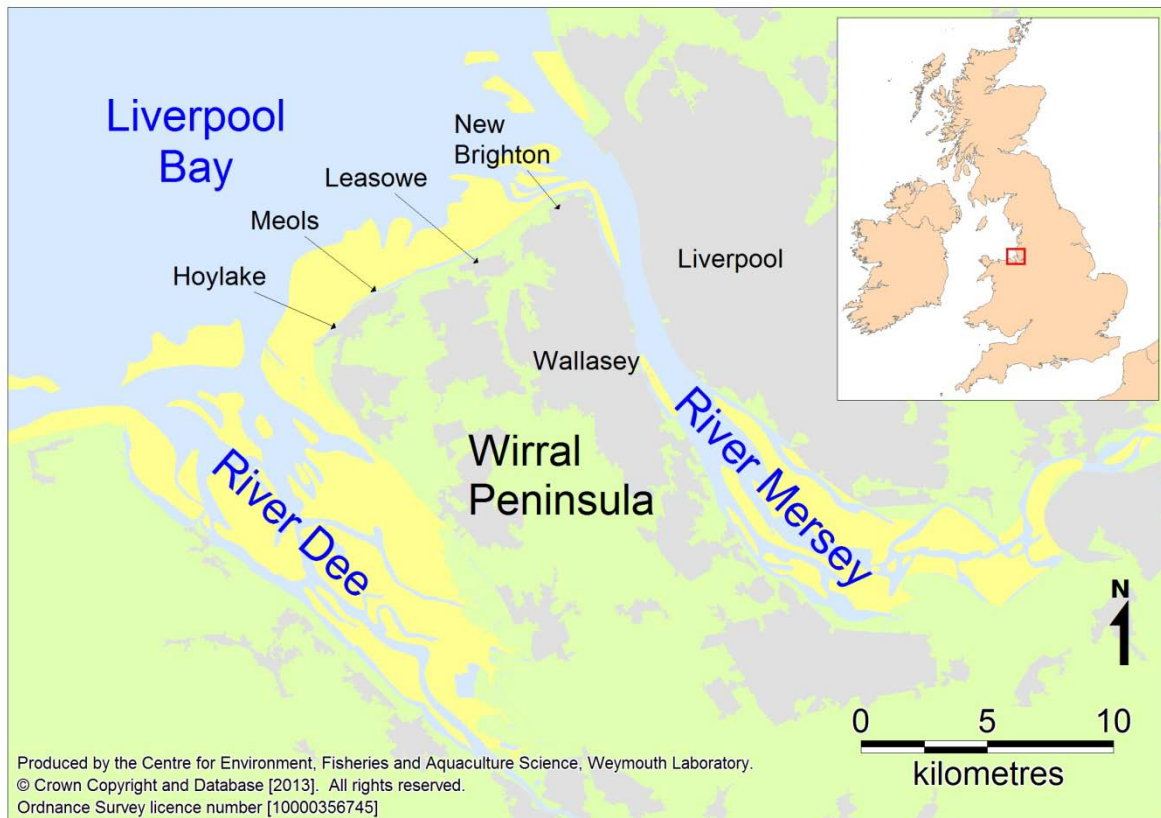 Liverpool
Bay
New
Brighton
Leasowe
Meols
Hoylake
Liverpool
Wallasey
Wirral
Peninsula
River Mersey
River Dee
N
0 5 10
kilometres
Produced by the Centre for Environment, Fisheries and Aquaculture Science, Weymouth Laboratory.
© Crown Copyright and Database [2013]. All rights reserved.
Ordnance Survey licence number [10000356745]